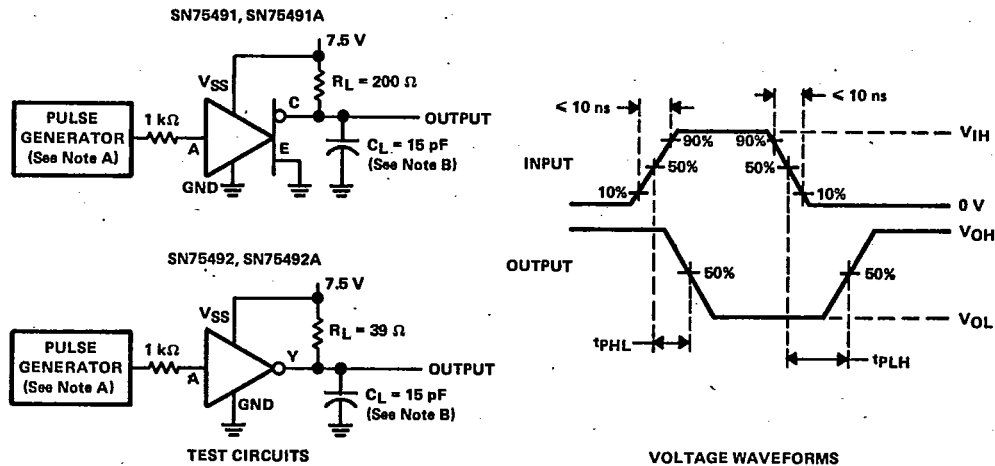 SN75491, SN75491A
7.5 V
VSS
RL = 200 Ω
C
PULSE
GENERATOR
(See Note A)
1 kΩ
A
E
OUTPUT
CL = 15 pF
(See Note B)
GND
SN75492, SN75492A
7.5 V
VSS
RL = 39 Ω
PULSE
GENERATOR
(See Note A)
1 kΩ
A
Y
OUTPUT
CL = 15 pF
(See Note B)
GND
TEST CIRCUITS
< 10 ns
< 10 ns
VIH
90%
90%
INPUT
50%
50%
10%
10%
0 V
VOH
OUTPUT
50%
50%
VOL
tPHL
tPLH
VOLTAGE WAVEFORMS